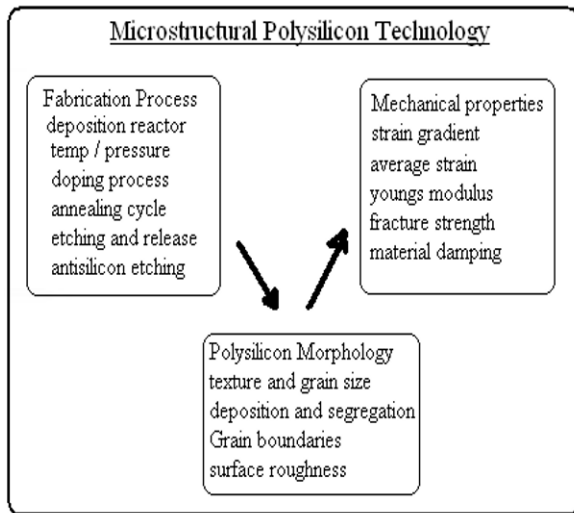 Microstructural Polysilicon Technology
Fabrication Process
deposition reactor
temp / pressure
doping process
annealing cycle
etching and release
antisilicon etching
Mechanical properties
strain gradient
average strain
youngs modulus
fracture strength
material damping
Polysilicon Morphology
texture and grain size
deposition and segregation
Grain boundaries
surface roughness